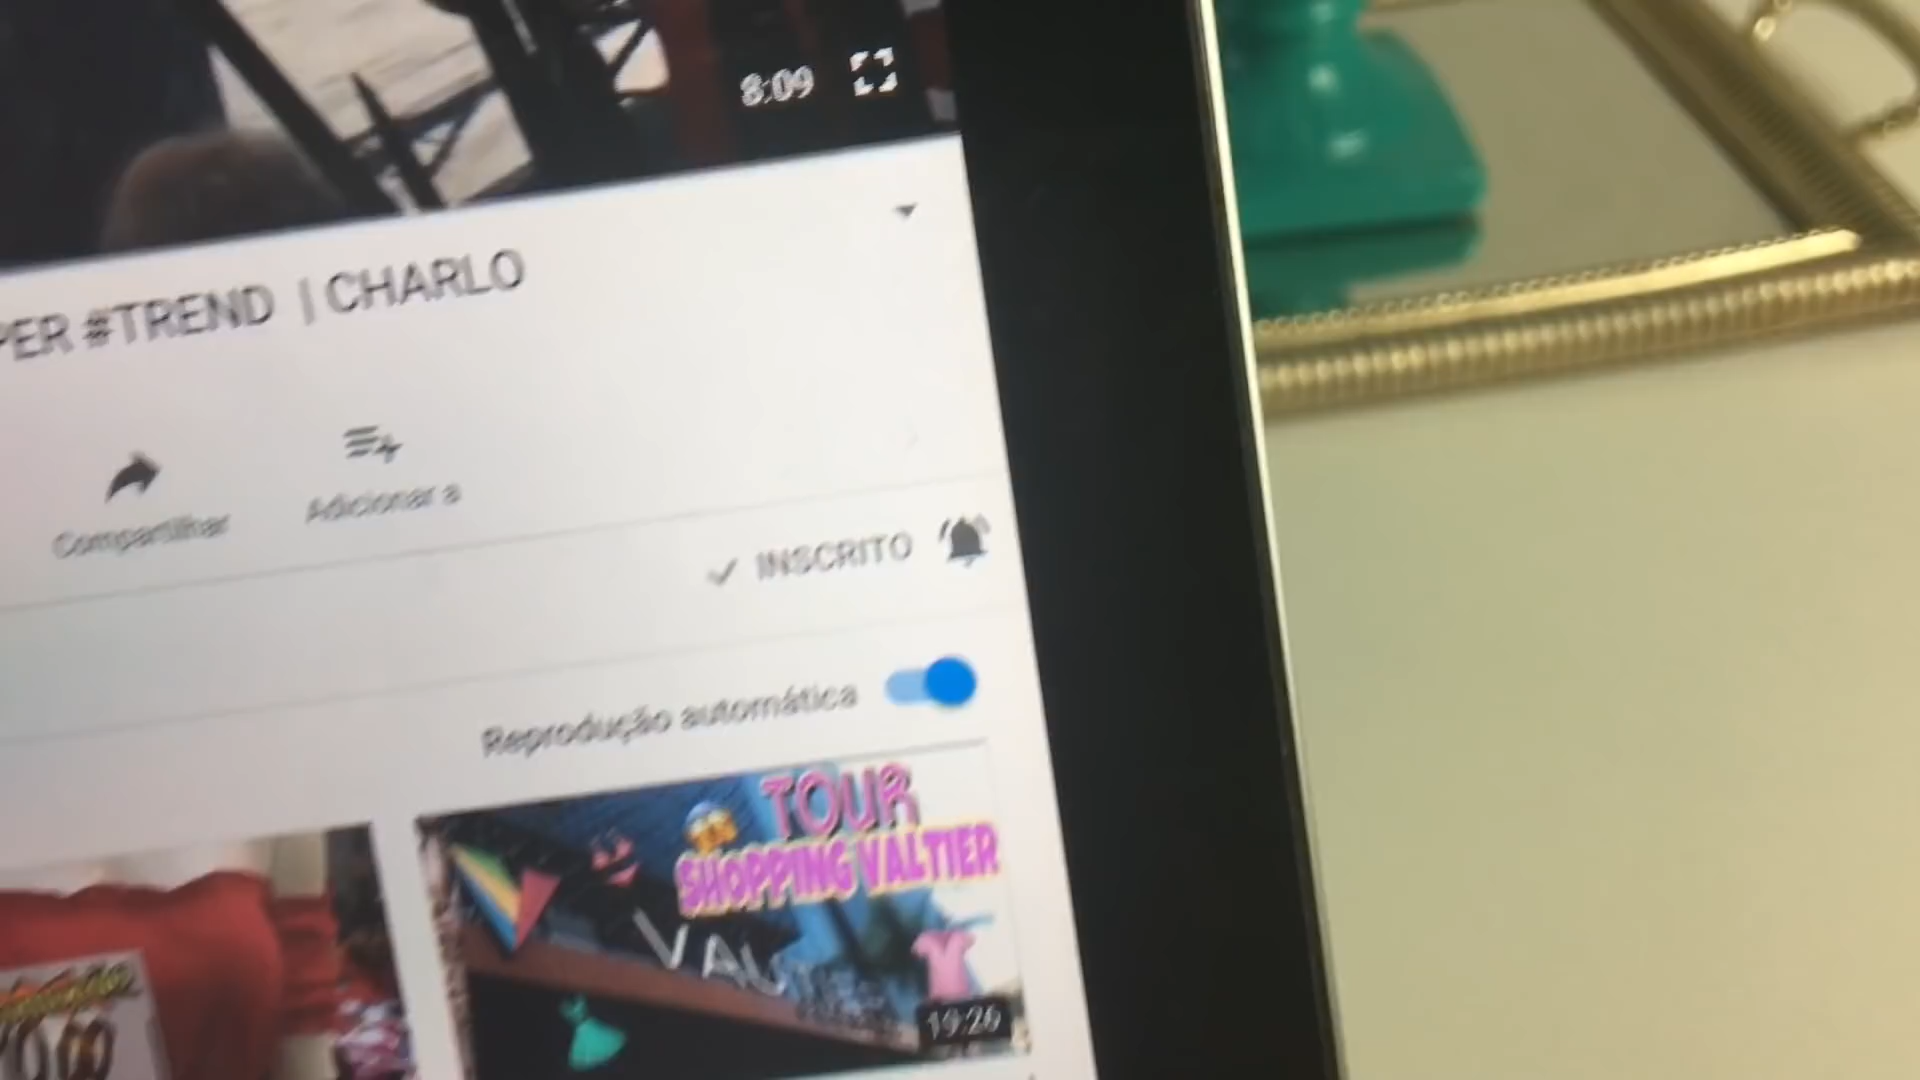 8:09
PER #TREND | CHARLO
Compartilhar
Adicionar a
INSCRITO
Reprodução automática
TOUR
SHOPPING VALTIER
19:20